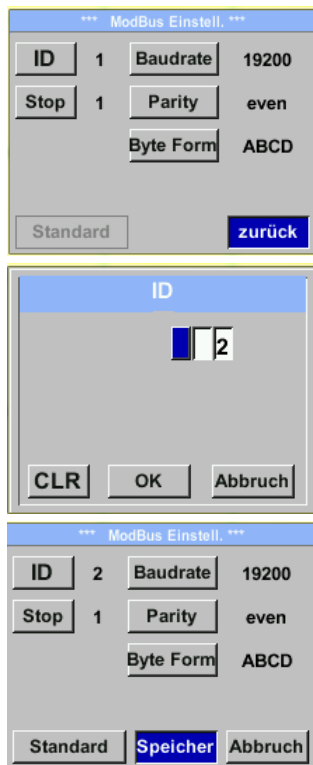 *** ModBus Einstell. ***
ID 1 Baudrate 19200
Stop 1 Parity even
Byte Form ABCD
Standard zurück
ID
2
CLR OK Abbruch
*** ModBus Einstell. ***
ID 2 Baudrate 19200
Stop 1 Parity even
Byte Form ABCD
Standard Speicher Abbruch